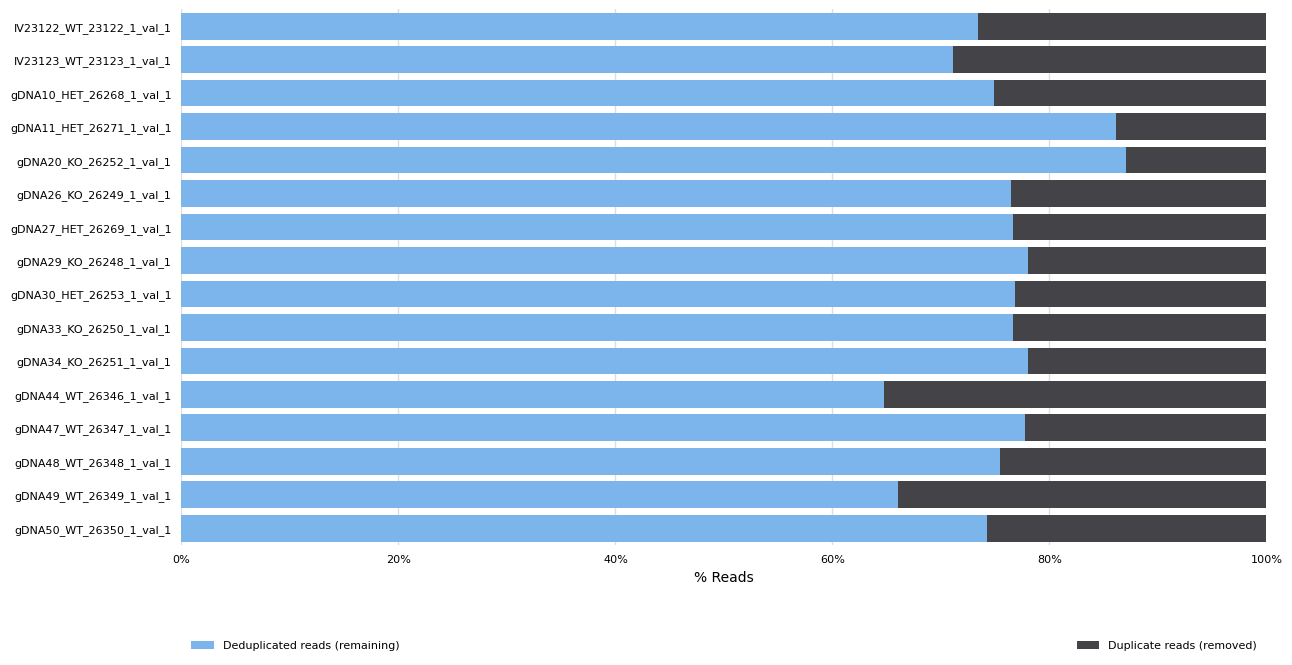 IV23122_WT_23122_1_val_1
IV23123_WT_23123_1_val_1
gDNA10_HET_26268_1_val_1
gDNA11_HET_26271_1_val_1
gDNA20_KO_26252_1_val_1
gDNA26_KO_26249_1_val_1
gDNA27_HET_26269_1_val_1
gDNA29_KO_26248_1_val_1
gDNA30_HET_26253_1_val_1
gDNA33_KO_26250_1_val_1
gDNA34_KO_26251_1_val_1
gDNA44_WT_26346_1_val_1
gDNA47_WT_26347_1_val_1
gDNA48_WT_26348_1_val_1
gDNA49_WT_26349_1_val_1
gDNA50_WT_26350_1_val_1
0% 20% 40% 60% 80% 100%
% Reads
Deduplicated reads (remaining) Duplicate reads (removed)